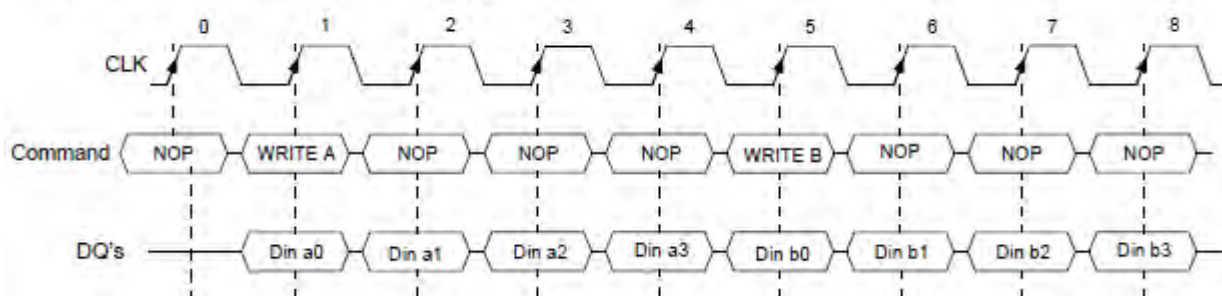 0 1 2 3 4 5 6 7 8
CLK
Command NOP WRITE A NOP NOP NOP WRITE B NOP NOP NOP
DQ's Din a0 Din a1 Din a2 Din a3 Din b0 Din b1 Din b2 Din b3